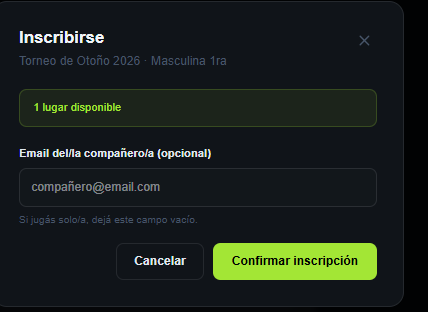 Inscribirse
Torneo de Otoño 2026 · Masculina 1ra
1 lugar disponible
Email del/la compañero/a (opcional)
compañero@email.com
Si jugás solo/a, dejá este campo vacío.
Cancelar
Confirmar inscripción